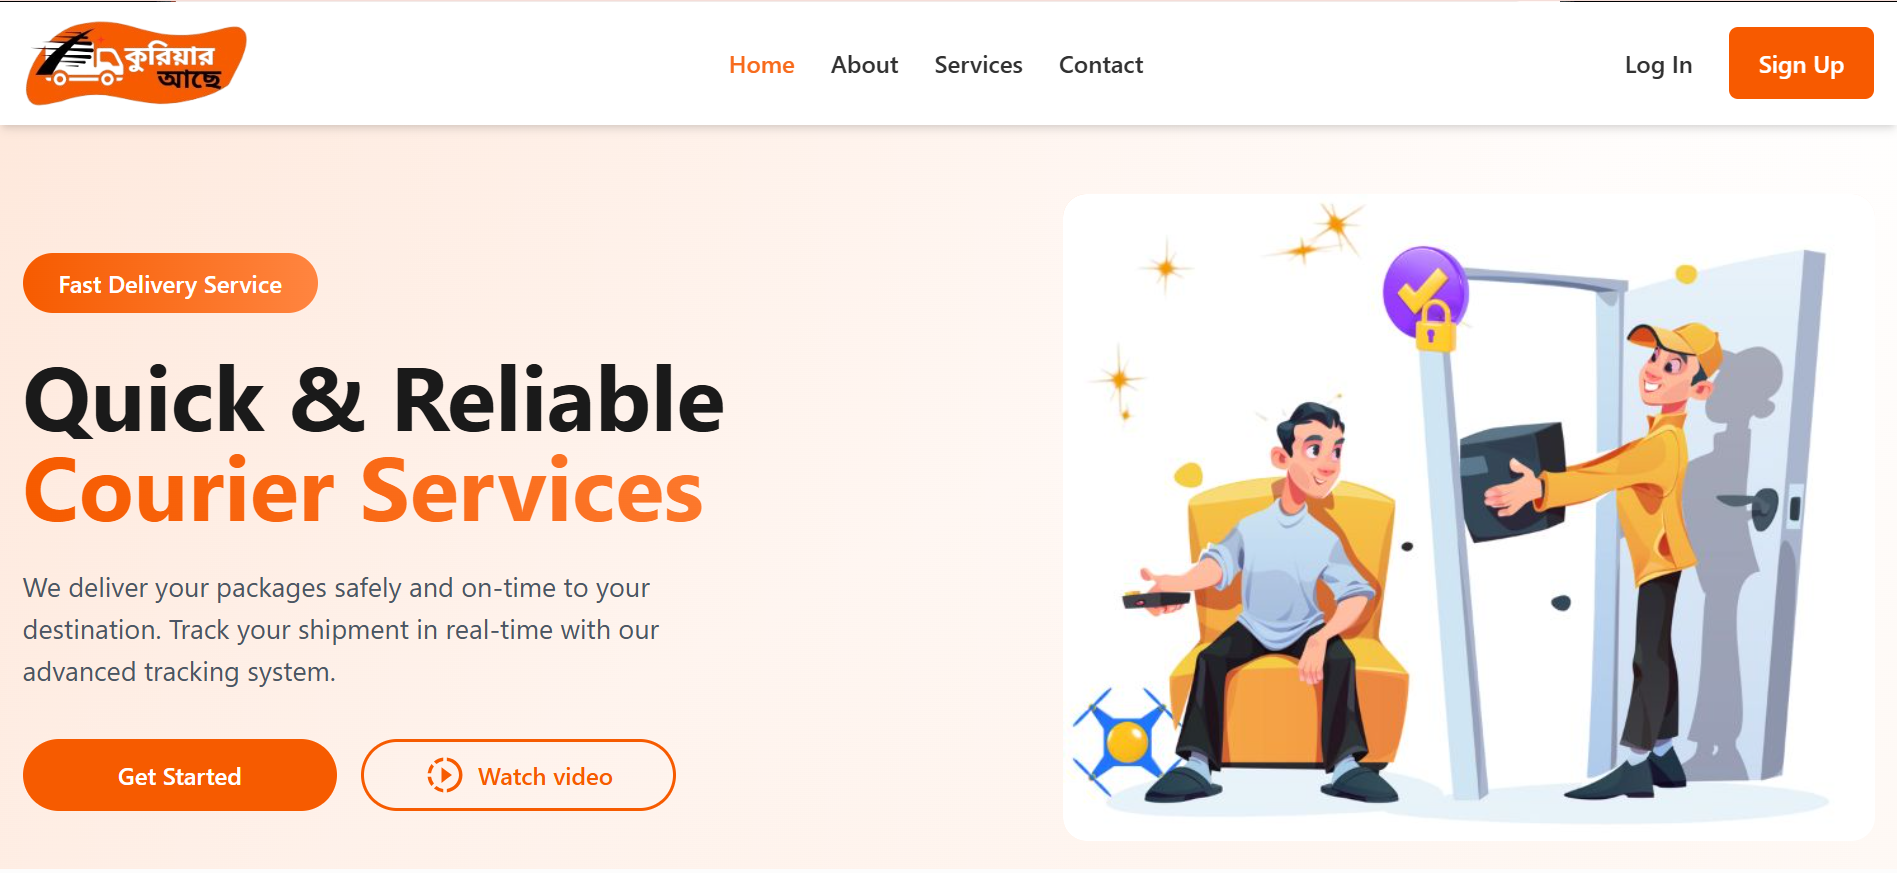 কুরিয়ার
আছে
Home
About
Services
Contact
Log In
Sign Up
Fast Delivery Service
Quick & Reliable
Courier Services
We deliver your packages safely and on-time to your
destination. Track your shipment in real-time with our
advanced tracking system.
Get Started
Watch video